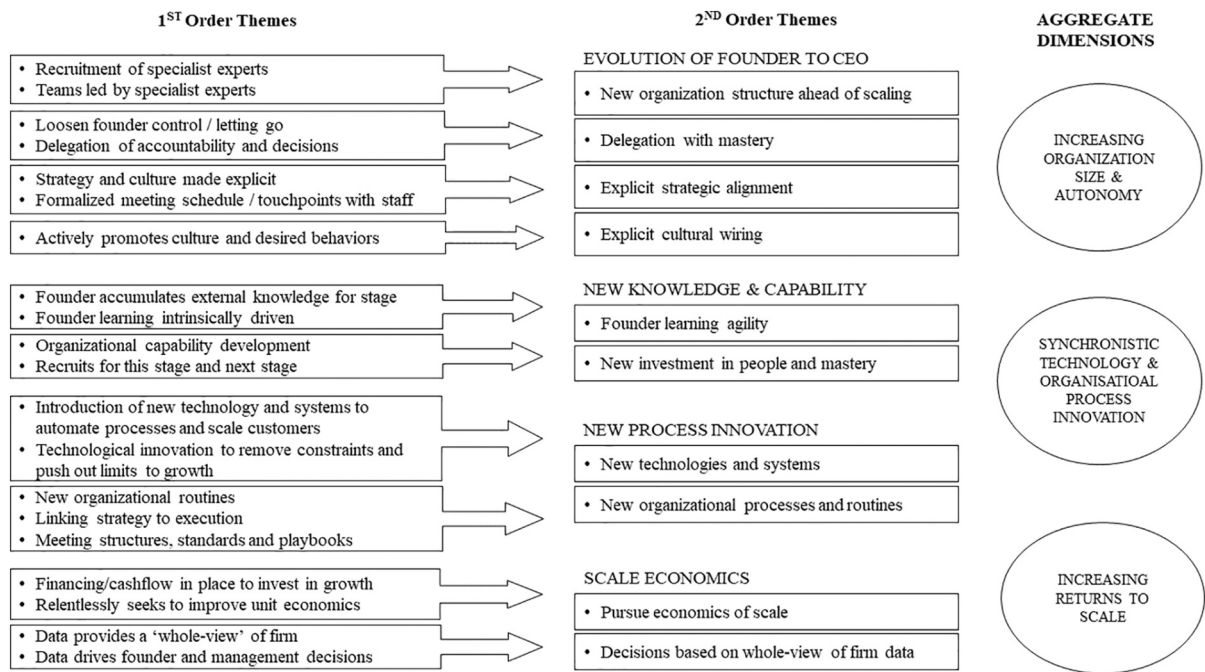 1ST Order Themes
2ND Order Themes
AGGREGATE
DIMENSIONS
• Recruitment of specialist experts
• Teams led by specialist experts
• Loosen founder control / letting go
• Delegation of accountability and decisions
• Strategy and culture made explicit
• Formalized meeting schedule / touchpoints with staff
• Actively promotes culture and desired behaviors
EVOLUTION OF FOUNDER TO CEO
• New organization structure ahead of scaling
• Delegation with mastery
• Explicit strategic alignment
• Explicit cultural wiring
INCREASING
ORGANIZATION
SIZE &
AUTONOMY
• Founder accumulates external knowledge for stage
• Founder learning intrinsically driven
• Organizational capability development
• Recruits for this stage and next stage
NEW KNOWLEDGE & CAPABILITY
• Founder learning agility
• New investment in people and mastery
• Introduction of new technology and systems to
automate processes and scale customers
• Technological innovation to remove constraints and
push out limits to growth
• New organizational routines
• Linking strategy to execution
• Meeting structures, standards and playbooks
NEW PROCESS INNOVATION
• New technologies and systems
• New organizational processes and routines
SYNCHRONISTIC
TECHNOLOGY &
ORGANISATIOAL
PROCESS
INNOVATION
• Financing/cashflow in place to invest in growth
• Relentlessly seeks to improve unit economics
• Data provides a ‘whole-view’ of firm
• Data drives founder and management decisions
SCALE ECONOMICS
• Pursue economics of scale
• Decisions based on whole-view of firm data
INCREASING
RETURNS TO
SCALE